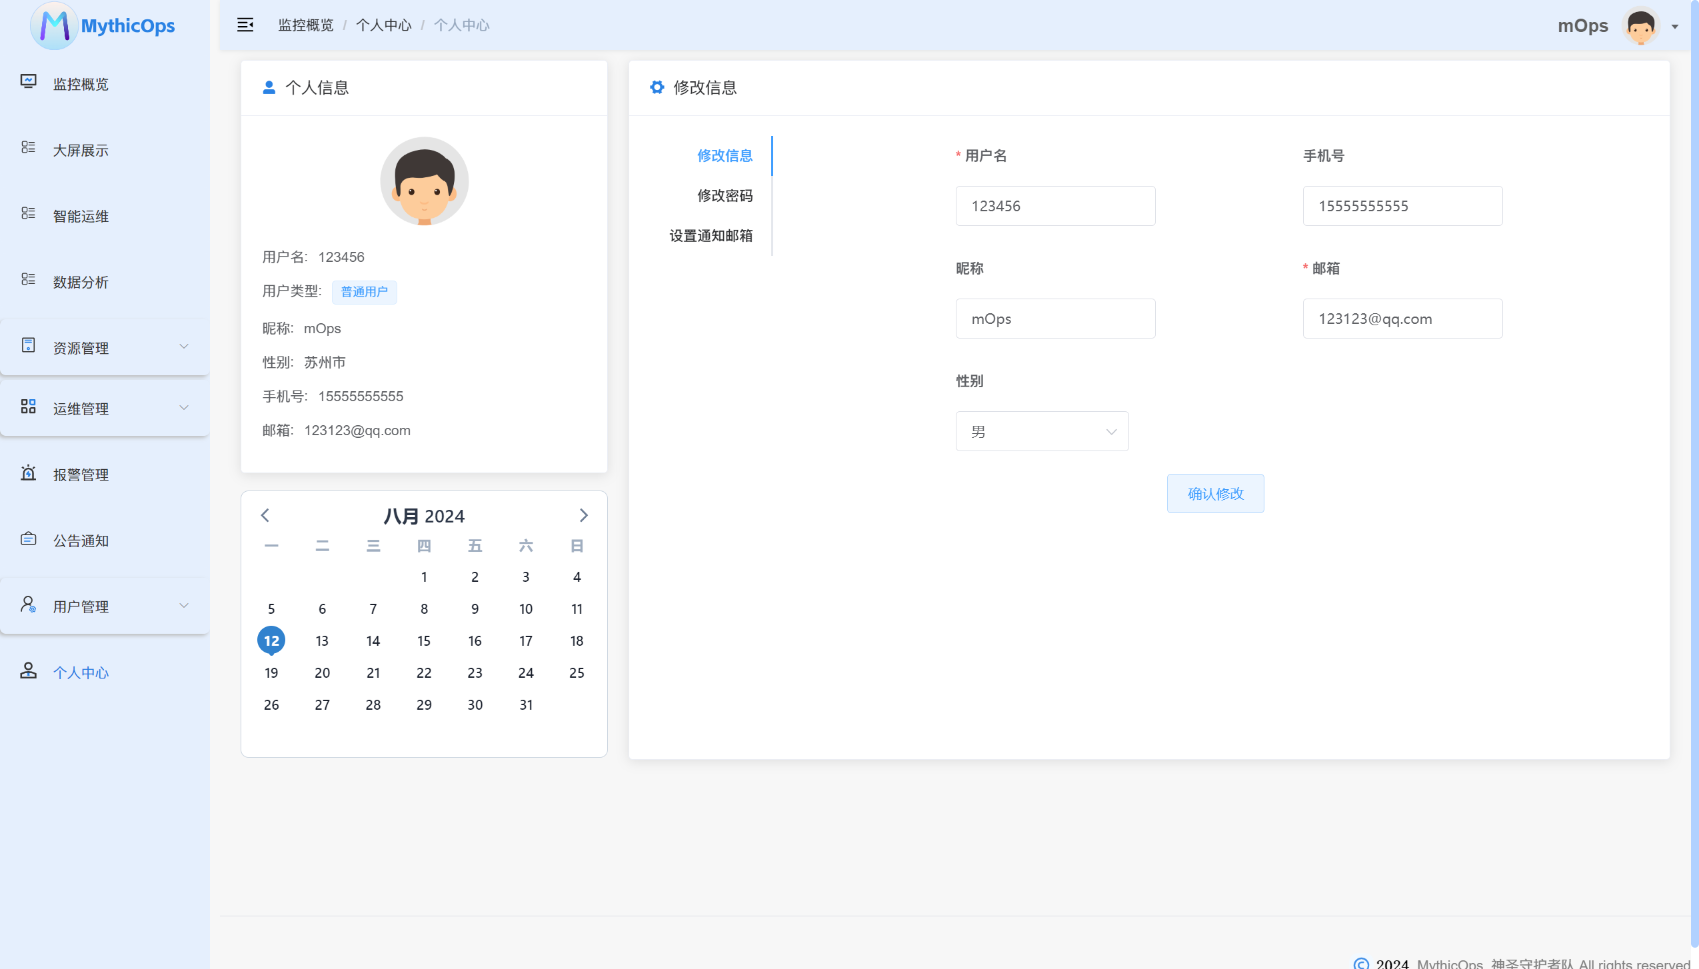 MythicOps
监控概览 / 个人中心 / 个人中心
mOps
监控概览
大屏展示
智能运维
数据分析
资源管理
运维管理
报警管理
公告通知
用户管理
个人中心
个人信息
用户名: 123456
用户类型: 普通用户
昵称: mOps
性别: 苏州市
手机号: 15555555555
邮箱: 123123@qq.com
八月 2024
一 二 三 四 五 六 日
1 2 3 4
5 6 7 8 9 10 11
12 13 14 15 16 17 18
19 20 21 22 23 24 25
26 27 28 29 30 31
修改信息
修改信息
修改密码
设置通知邮箱
* 用户名
123456
手机号
15555555555
昵称
mOps
* 邮箱
123123@qq.com
性别
男
确认修改
© 2024 MythicOps 神圣守护者队 All rights reserved